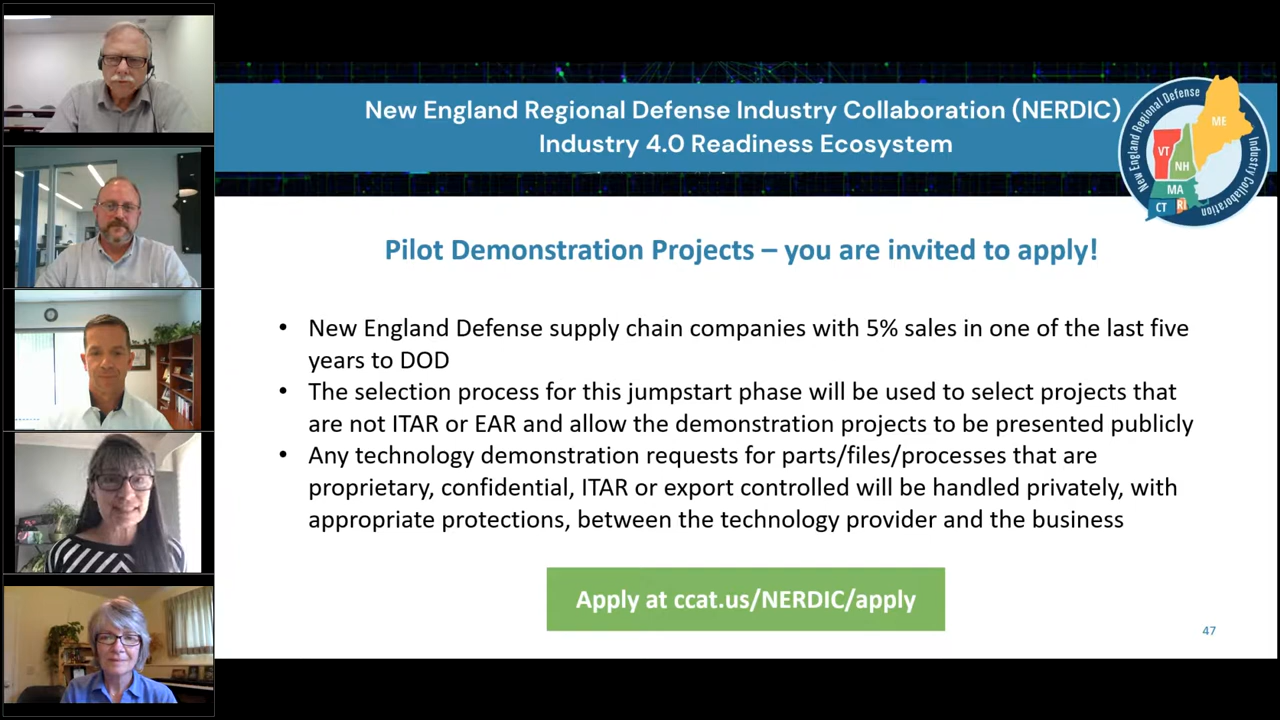 New England Regional Defense Industry Collaboration (NERDIC)
Industry 4.0 Readiness Ecosystem
New England Regional Defense
Industry Collaboration
ME
VT
NH
MA
CT
RI
Pilot Demonstration Projects – you are invited to apply!
• New England Defense supply chain companies with 5% sales in one of the last five
years to DOD
• The selection process for this jumpstart phase will be used to select projects that
are not ITAR or EAR and allow the demonstration projects to be presented publicly
• Any technology demonstration requests for parts/files/processes that are
proprietary, confidential, ITAR or export controlled will be handled privately, with
appropriate protections, between the technology provider and the business
Apply at ccat.us/NERDIC/apply
47